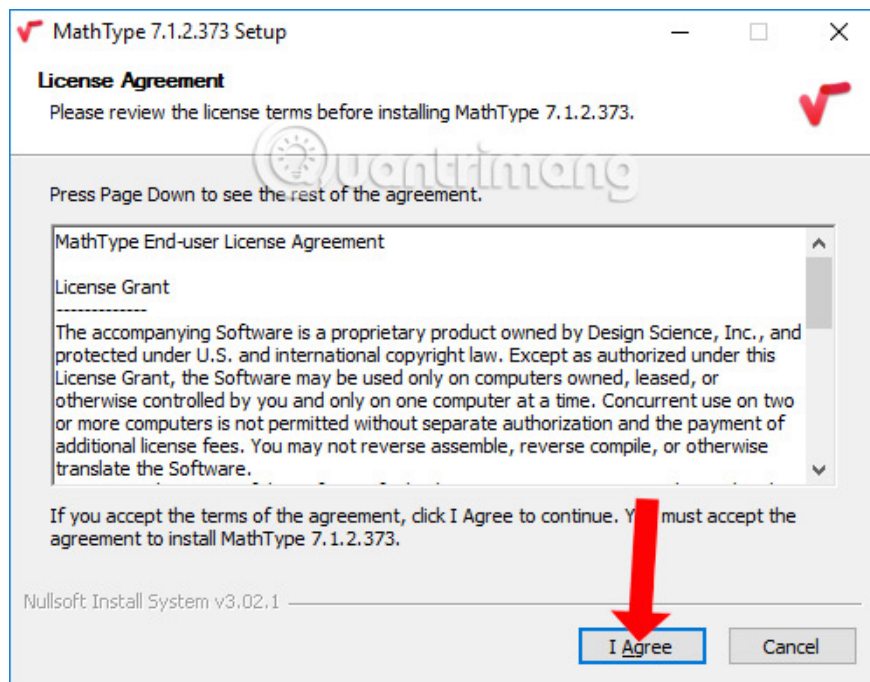 MathType 7.1.2.373 Setup
License Agreement
Please review the license terms before installing MathType 7.1.2.373.
Quantrimang
Press Page Down to see the rest of the agreement.
MathType End-user License Agreement
License Grant
-------------
The accompanying Software is a proprietary product owned by Design Science, Inc., and
protected under U.S. and international copyright law. Except as authorized under this
License Grant, the Software may be used only on computers owned, leased, or
otherwise controlled by you and only on one computer at a time. Concurrent use on two
or more computers is not permitted without separate authorization and the payment of
additional license fees. You may not reverse assemble, reverse compile, or otherwise
translate the Software.
If you accept the terms of the agreement, click I Agree to continue. You must accept the
agreement to install MathType 7.1.2.373.
Nullsoft Install System v3.02.1
I Agree
Cancel